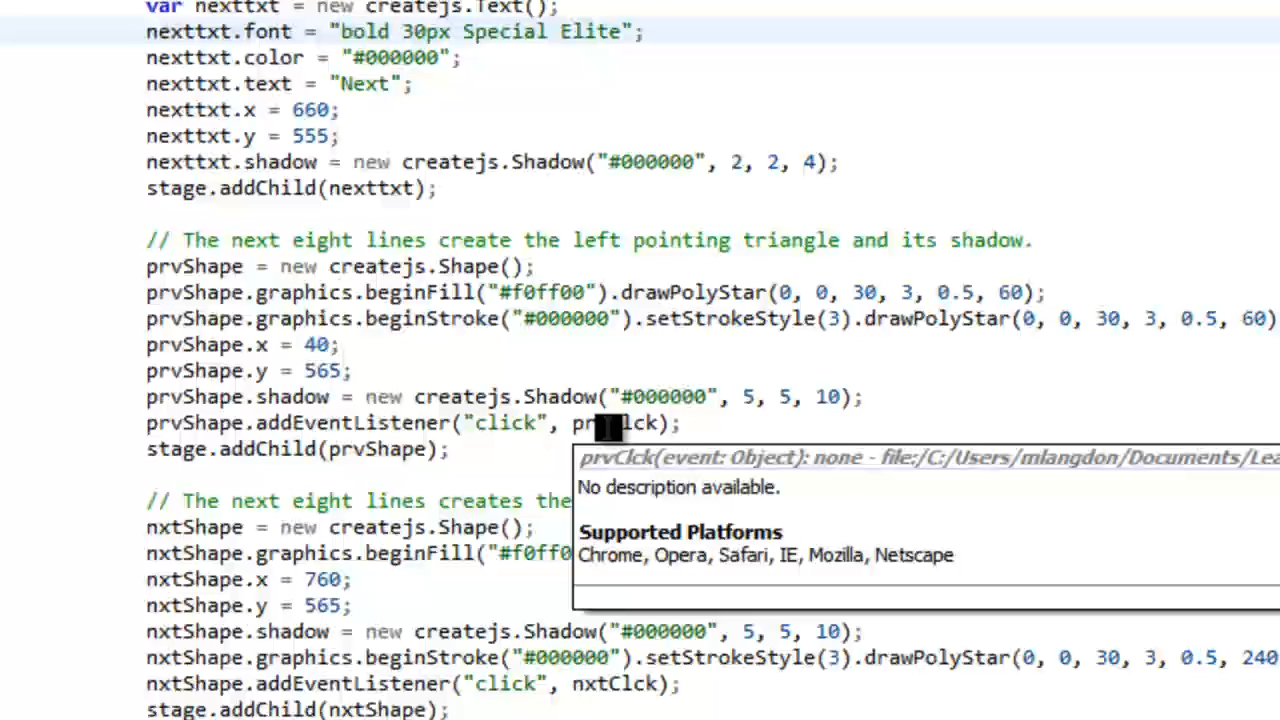 var nexttxt = new createjs.Text();
nexttxt.font = "bold 30px Special Elite";
nexttxt.color = "#000000";
nexttxt.text = "Next";
nexttxt.x = 660;
nexttxt.y = 555;
nexttxt.shadow = new createjs.Shadow("#000000", 2, 2, 4);
stage.addChild(nexttxt);
// The next eight lines create the left pointing triangle and its shadow.
prvShape = new createjs.Shape();
prvShape.graphics.beginFill("#f0ff00").drawPolyStar(0, 0, 30, 3, 0.5, 60);
prvShape.graphics.beginStroke("#000000").setStrokeStyle(3).drawPolyStar(0, 0, 30, 3, 0.5, 60)
prvShape.x = 40;
prvShape.y = 565;
prvShape.shadow = new createjs.Shadow("#000000", 5, 5, 10);
prvShape.addEventListener("click", pr lck);
stage.addChild(prvShape);
prvClck(event: Object): none - file:/C:/Users/mlangdon/Documents/Lea
No description available.
Supported Platforms
Chrome, Opera, Safari, IE, Mozilla, Netscape
// The next eight lines creates the
nxtShape = new createjs.Shape();
nxtShape.graphics.beginFill("#f0ff0
nxtShape.x = 760;
nxtShape.y = 565;
nxtShape.shadow = new createjs.Shadow("#000000", 5, 5, 10);
nxtShape.graphics.beginStroke("#000000").setStrokeStyle(3).drawPolyStar(0, 0, 30, 3, 0.5, 240
nxtShape.addEventListener("click", nxtClck);
stage.addChild(nxtShape);